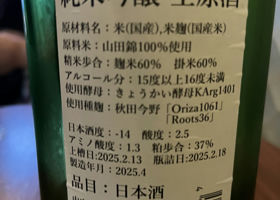 純米吟醸 生原酒
原材料名：米(国産)、米麹(国産)
原料米：山田錦100%使用
精米歩合：麹米60% 掛米60%
アルコール分：15度以上16度未満
使用酵母：きょうかい酵母KArg1401
使用種麹：秋田今野「Oriza1061」
「Roots36」
日本酒度：-14 酸度：2.5
アミノ酸度：1.3 粕歩合：37%
上槽日:2025.2.13 瓶詰日:2025.2.18
製造年月：2025.4
品目：日本酒